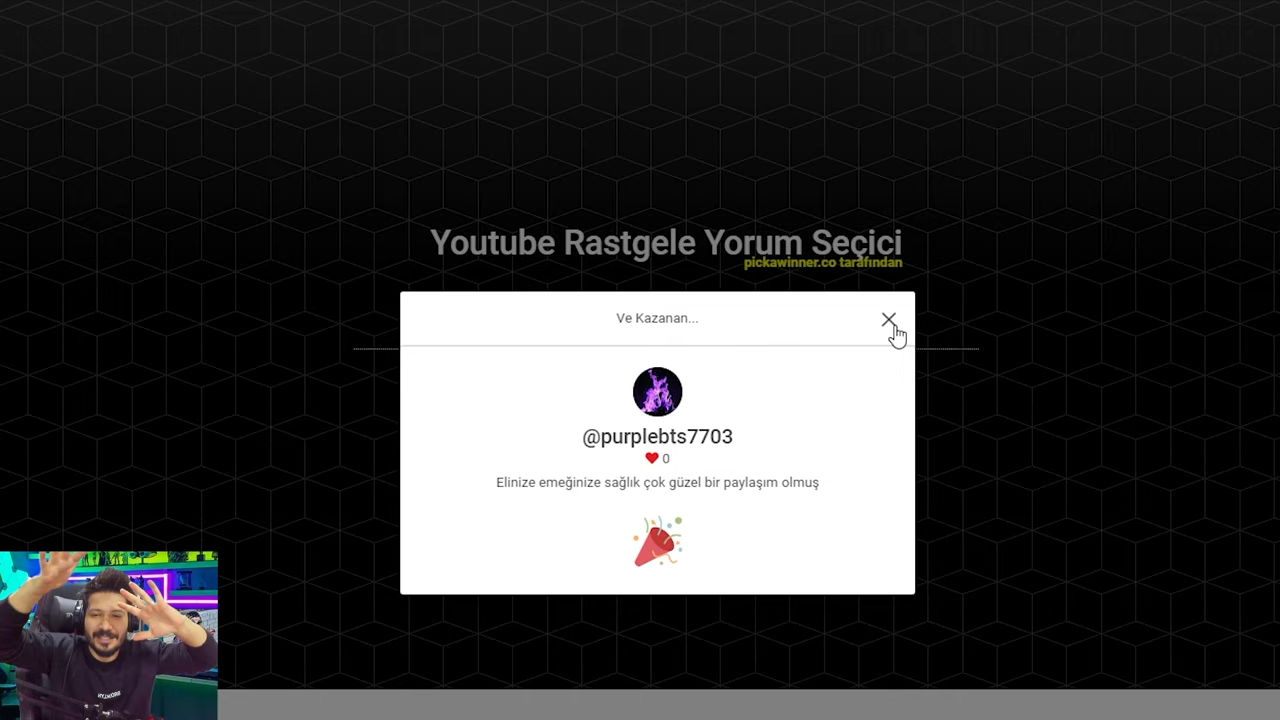 Youtube Rastgele Yorum Seçici
pickawinner.co tarafından
Ve Kazanan...
@purplebts7703
0
Elinize emeğinize sağlık çok güzel bir paylaşım olmuş